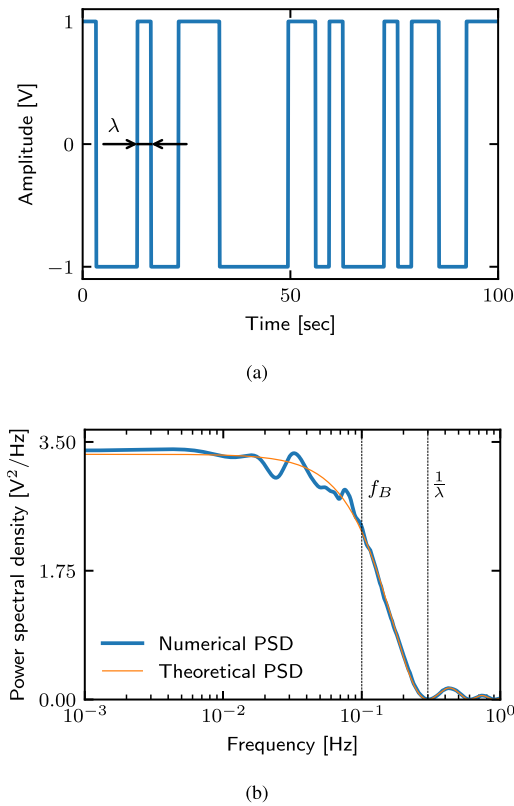 1
λ
0
−1
Amplitude [V]
0
50
100
Time [sec]
(a)
3.50
f_B
1/λ
1.75
0.00
Power spectral density [V²/Hz]
Numerical PSD
Theoretical PSD
10⁻³
10⁻²
10⁻¹
10⁰
Frequency [Hz]
(b)